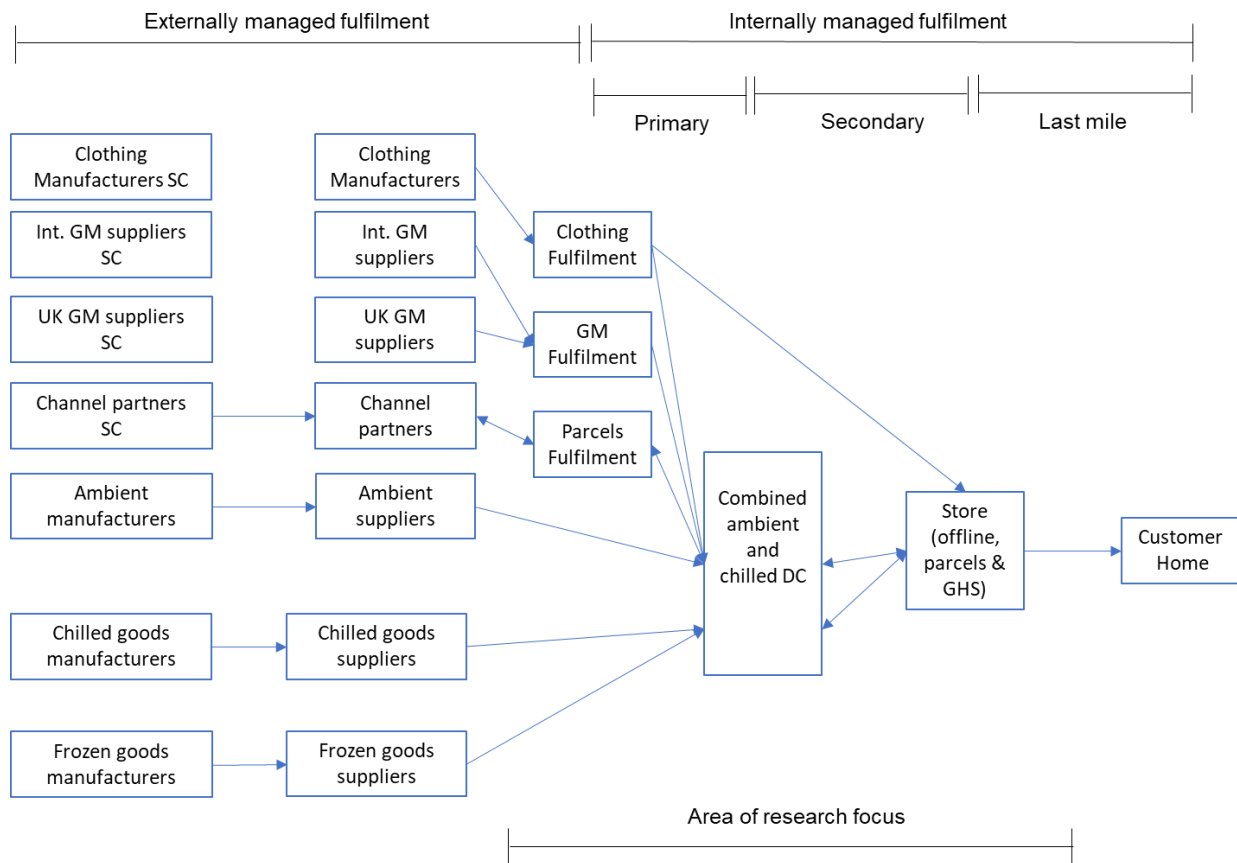 Externally managed fulfilment
Internally managed fulfilment
Primary
Secondary
Last mile
Clothing
Manufacturers SC
Clothing
Manufacturers
Int. GM suppliers
SC
Int. GM
suppliers
Clothing
Fulfilment
UK GM suppliers
SC
UK GM
suppliers
GM
Fulfilment
Channel partners
SC
Channel
partners
Parcels
Fulfilment
Ambient
manufacturers
Ambient
suppliers
Combined
ambient
and
chilled DC
Store
(offline,
parcels &
GHS)
Customer
Home
Chilled goods
manufacturers
Chilled goods
suppliers
Frozen goods
manufacturers
Frozen goods
suppliers
Area of research focus